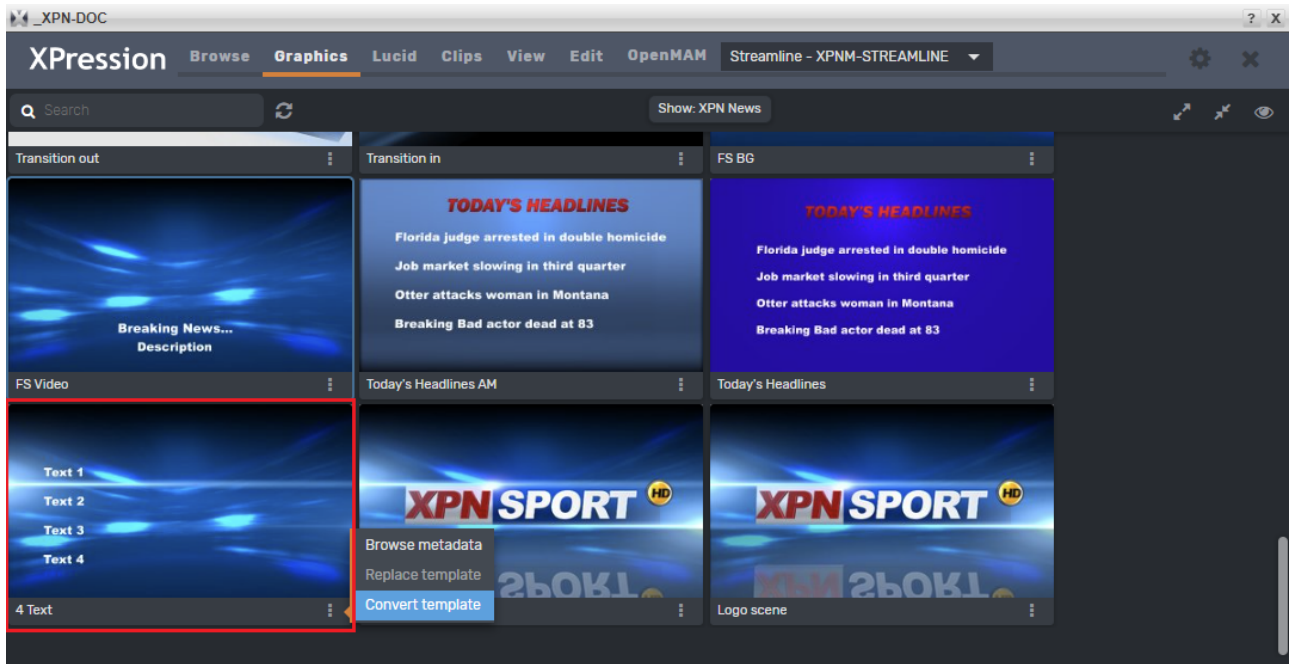 _XPN-DOC
? X
XPression Browse Graphics Lucid Clips View Edit OpenMAM Streamline - XPNM-STREAMLINE
Search
Show: XPN News
Transition out
Transition in
FS BG
Breaking News...
Description
FS Video
TODAY'S HEADLINES
Florida judge arrested in double homicide
Job market slowing in third quarter
Otter attacks woman in Montana
Breaking Bad actor dead at 83
Today's Headlines AM
TODAY'S HEADLINES
Florida judge arrested in double homicide
Job market slowing in third quarter
Otter attacks woman in Montana
Breaking Bad actor dead at 83
Today's Headlines
Text 1
Text 2
Text 3
Text 4
4 Text
XPN SPORT HD
Browse metadata
Replace template
Convert template
XPN SPORT HD
Logo scene